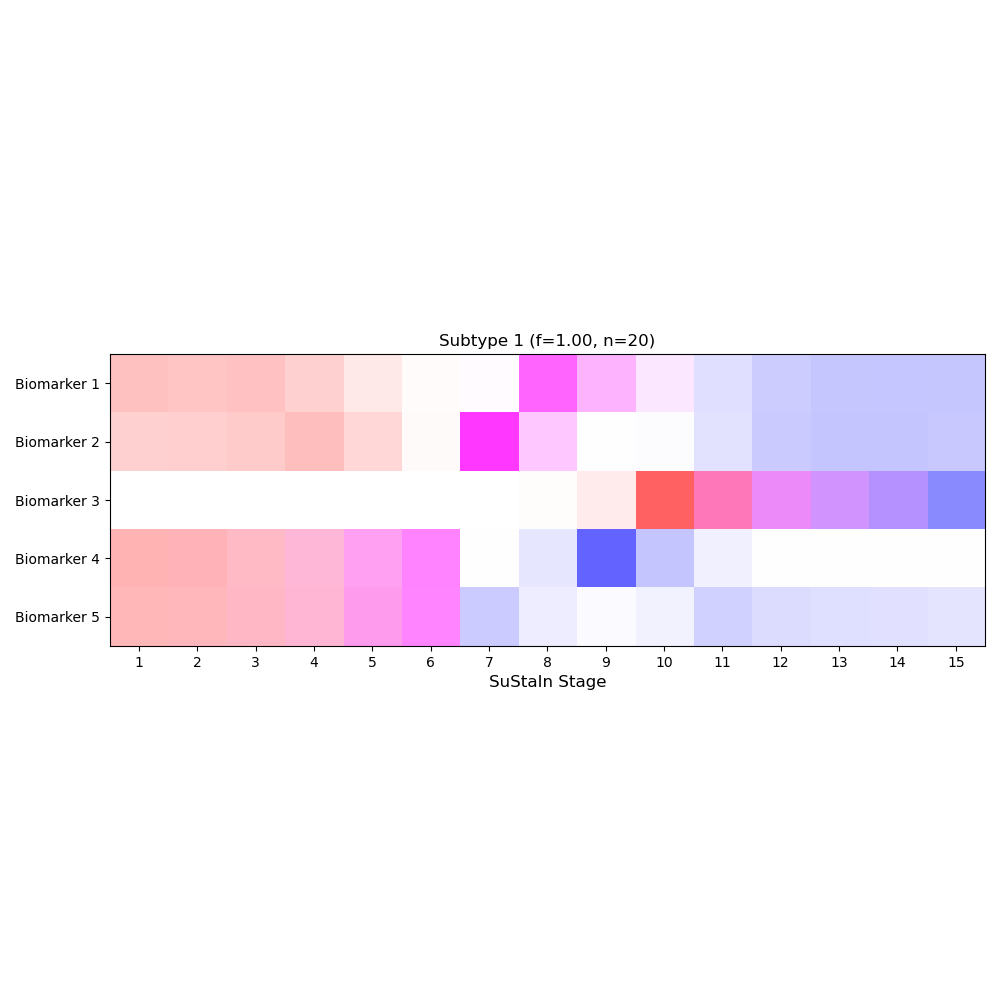 Subtype 1 (f=1.00, n=20)
Biomarker 1
Biomarker 2
Biomarker 3
Biomarker 4
Biomarker 5
1 2 3 4 5 6 7 8 9 10 11 12 13 14 15
SuStaIn Stage